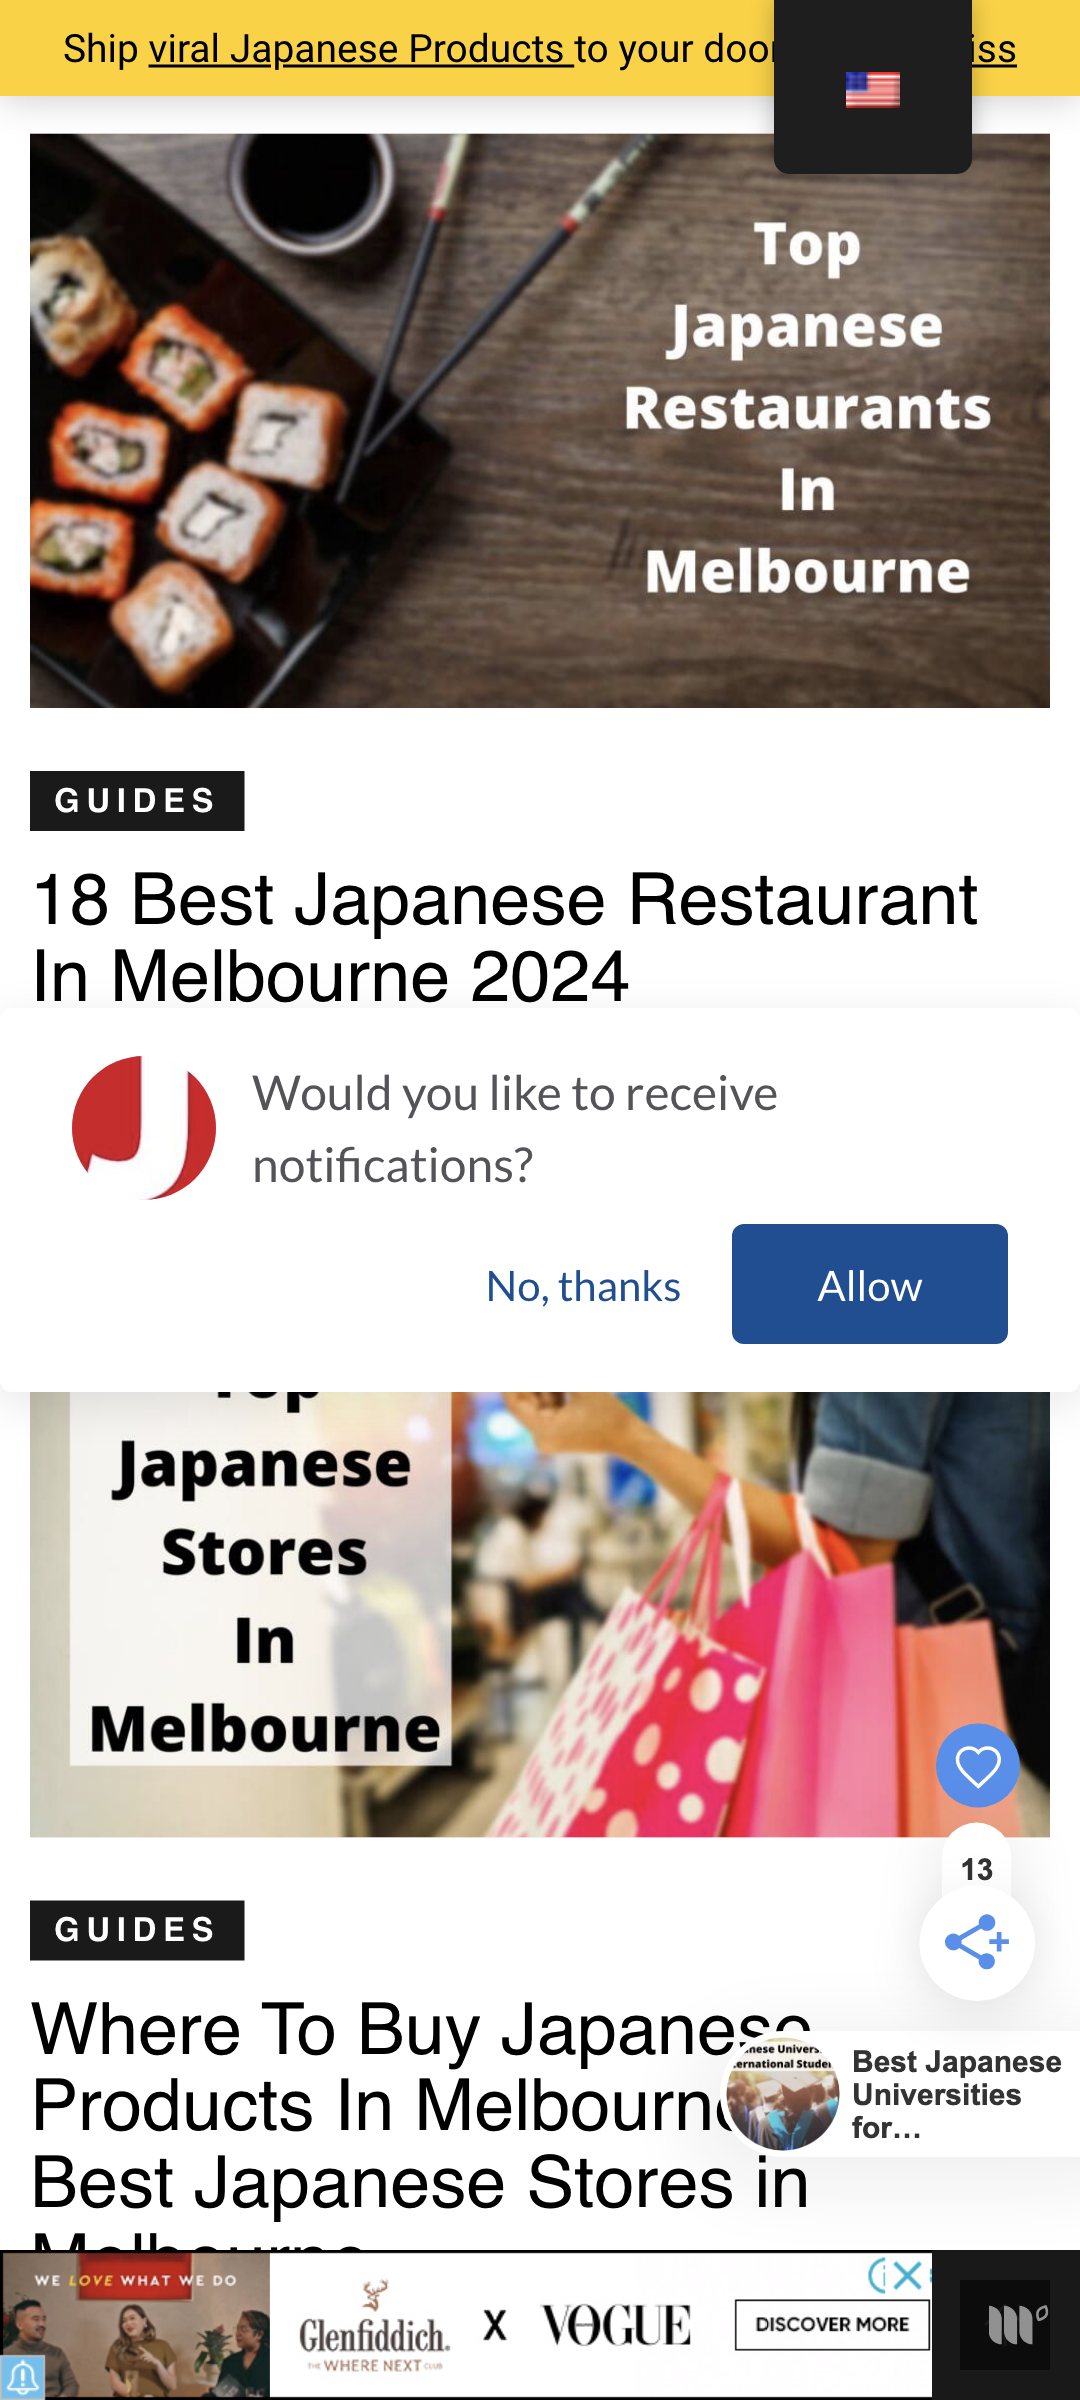 Ship viral Japanese Products to your door
iss
Top
Japanese
Restaurants
In
Melbourne
GUIDES
18 Best Japanese Restaurant
In Melbourne 2024
Would you like to receive
notifications?
No, thanks
Allow
Top
Japanese
Stores
In
Melbourne
13
GUIDES
Where To Buy Japanese
Products In Melbourne
Best Japanese Stores in
Melbourne
Best Japanese
Universities
for...
WE LOVE WHAT WE DO
Glenfiddich.
THE WHERE NEXT CLUB
X
VOGUE
DISCOVER MORE